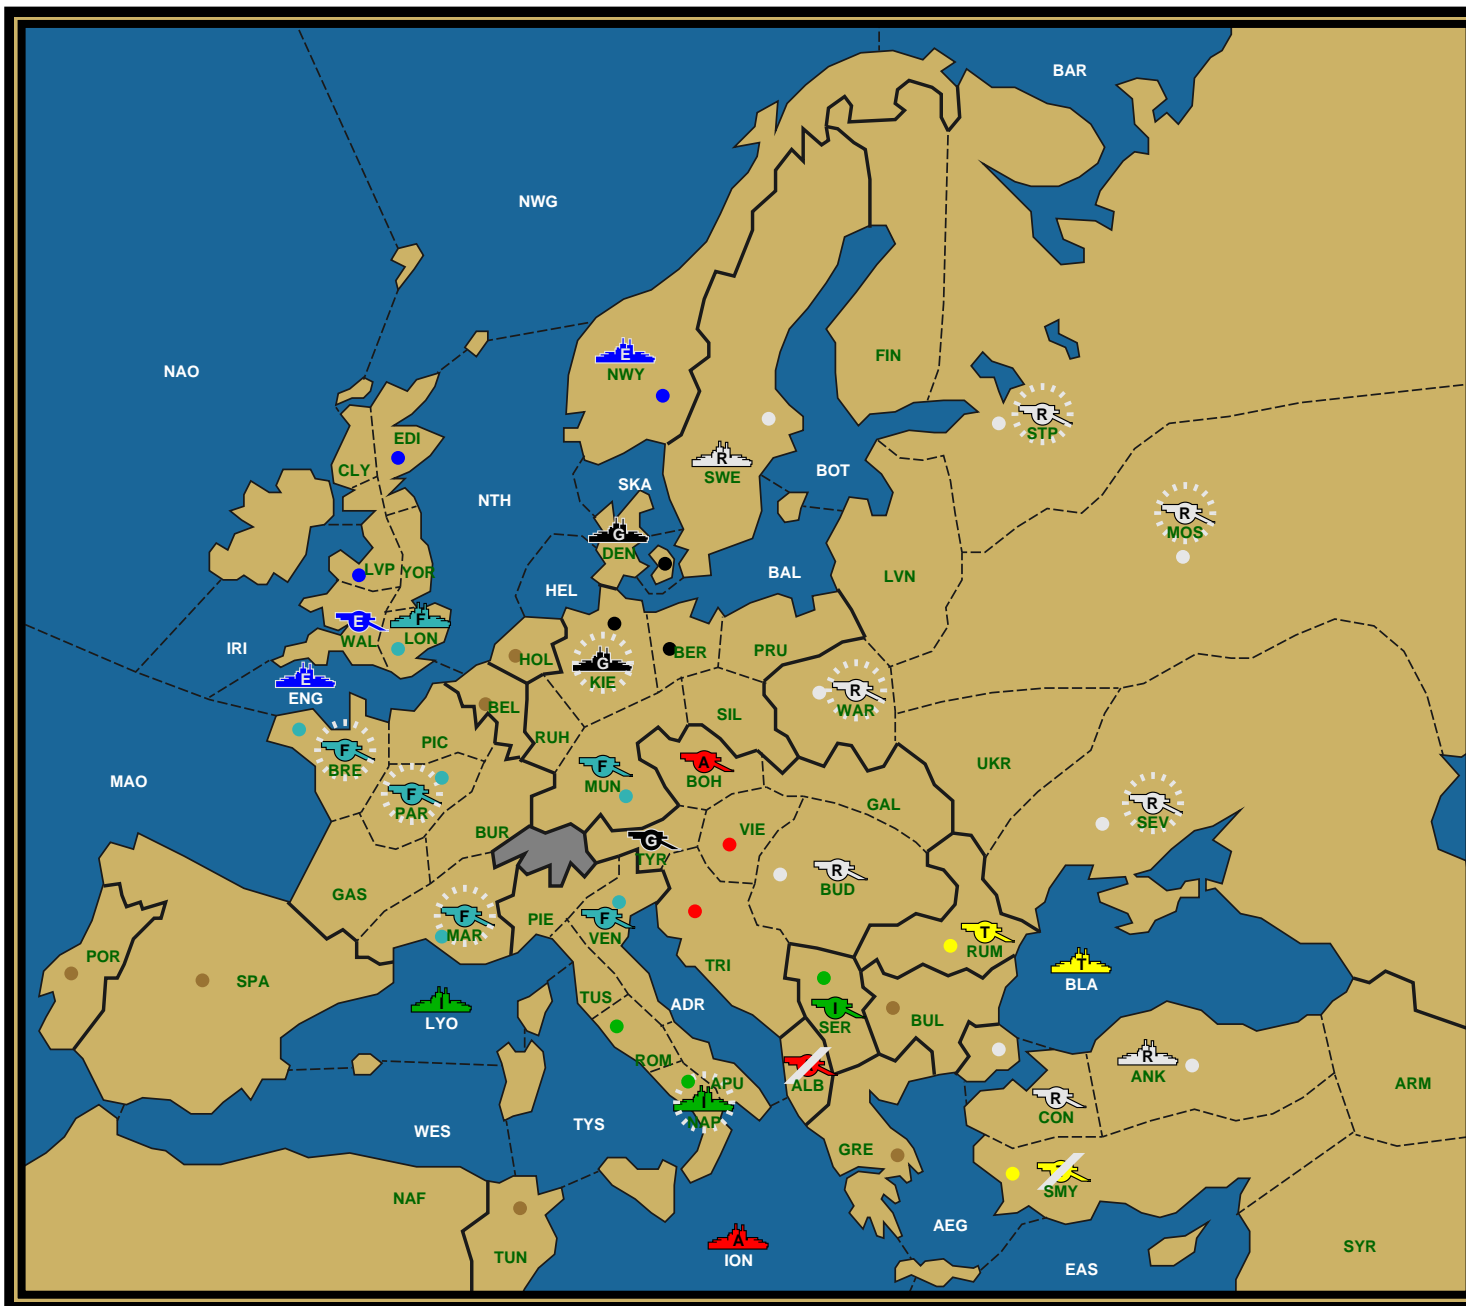 BAR
NWG
E
NWY
FIN
NAO
R
STP
EDI
CLY
R
SWE
BOT
SKA
NTH
R
MOS
G
DEN
LVP
YOR
HEL
BAL
LVN
E
WAL
F
LON
IRI
HOL
BER
PRU
G
KIE
E
ENG
R
WAR
BEL
SIL
PIC
RUH
F
BRE
F
MUN
A
BOH
UKR
MAO
F
PAR
GAL
R
SEV
BUR
VIE
G
TYR
R
BUD
GAS
F
MAR
PIE
F
VEN
T
RUM
POR
SPA
TRI
T
BLA
TUS
I
LYO
ADR
I
SER
BUL
ROM
R
ANK
ALB
APU
ARM
I
NAP
R
CON
WES
TYS
GRE
SMY
NAF
AEG
A
ION
TUN
EAS
SYR